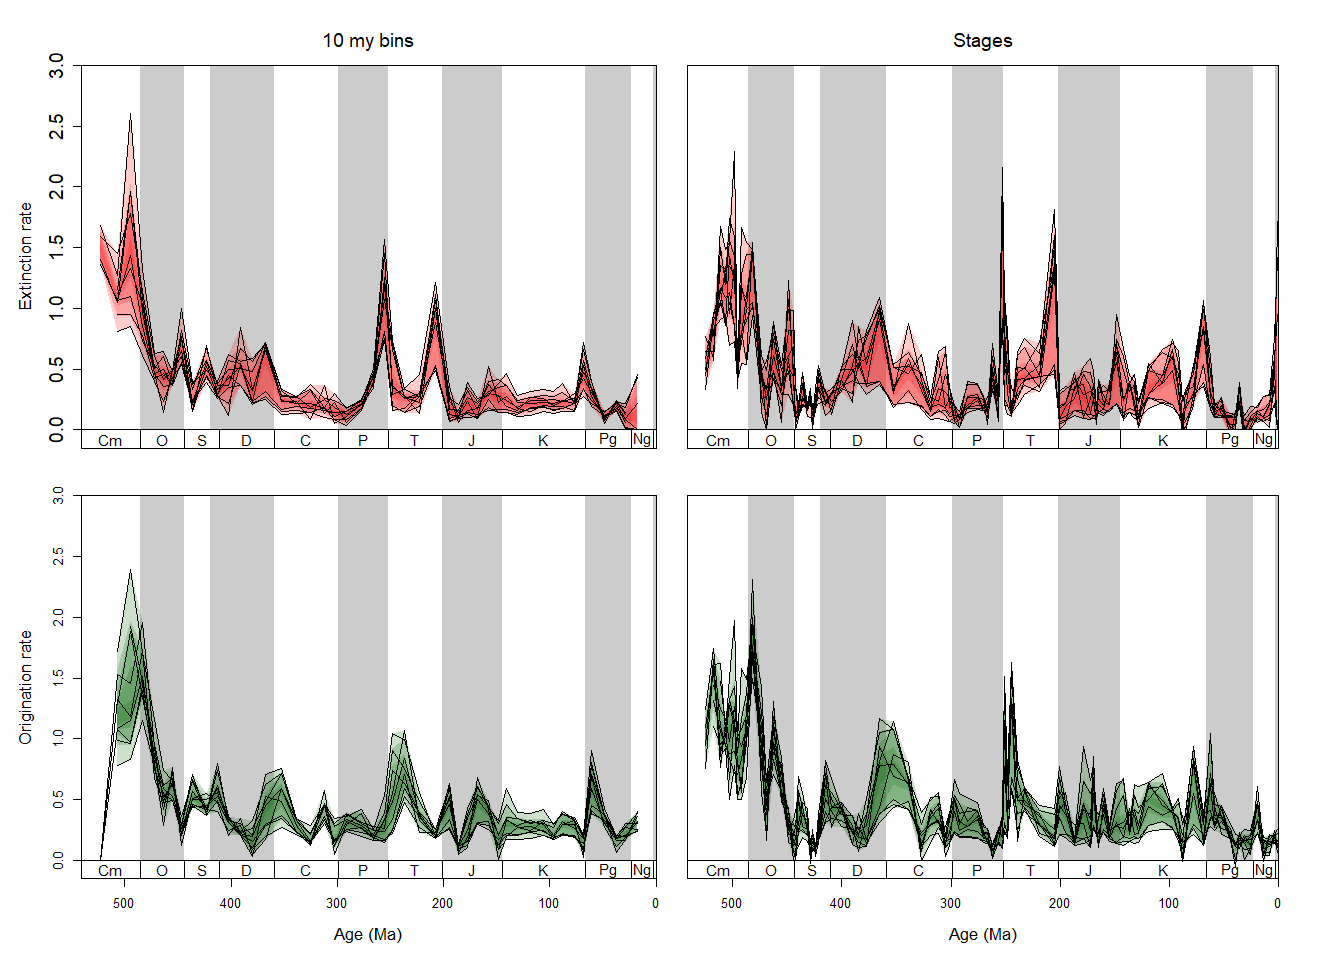 10 my bins
Stages
Extinction rate
3.0
2.5
2.0
1.5
1.0
0.5
0.0
Cm O S D C P T J K Pg Ng
Cm O S D C P T J K Pg Ng
Origination rate
3.0
2.5
2.0
1.5
1.0
0.5
0.0
Cm O S D C P T J K Pg Ng
Cm O S D C P T J K Pg Ng
500 400 300 200 100 0
500 400 300 200 100 0
Age (Ma)
Age (Ma)